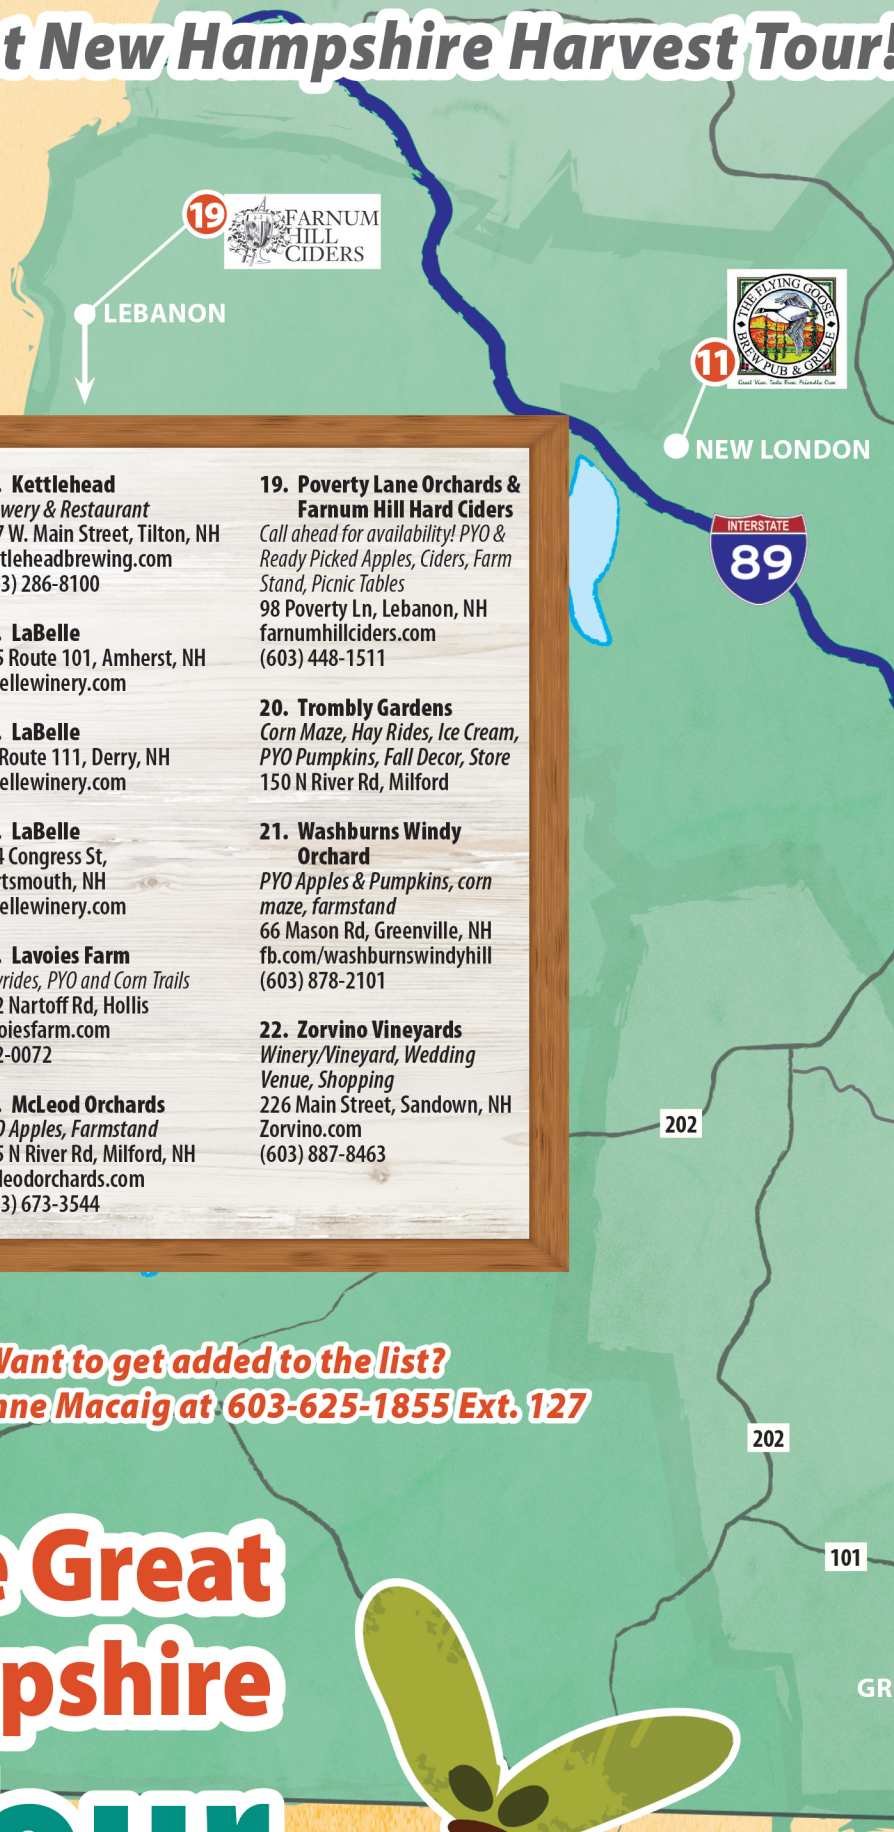 t New Hampshire Harvest Tour!
19
FARNUM
HILL
CIDERS
LEBANON
THE FLYING GOOSE
BREW PUB & GRILLE
Great View, Tasty Brew, Friendly Crew
11
NEW LONDON
INTERSTATE
89
. Kettlehead
wery & Restaurant
7 W. Main Street, Tilton, NH
tleheadbrewing.com
3) 286-8100
. LaBelle
5 Route 101, Amherst, NH
ellewinery.com
. LaBelle
Route 111, Derry, NH
ellewinery.com
. LaBelle
4 Congress St,
rtsmouth, NH
ellewinery.com
. Lavoies Farm
rides, PYO and Corn Trails
2 Nartoff Rd, Hollis
oiesfarm.com
2-0072
. McLeod Orchards
O Apples, Farmstand
5 N River Rd, Milford, NH
leodorchards.com
3) 673-3544
19. Poverty Lane Orchards &
Farnum Hill Hard Ciders
Call ahead for availability! PYO &
Ready Picked Apples, Ciders, Farm
Stand, Picnic Tables
98 Poverty Ln, Lebanon, NH
farnumhillciders.com
(603) 448-1511
20. Trombly Gardens
Corn Maze, Hay Rides, Ice Cream,
PYO Pumpkins, Fall Decor, Store
150 N River Rd, Milford
21. Washburns Windy
Orchard
PYO Apples & Pumpkins, corn
maze, farmstand
66 Mason Rd, Greenville, NH
fb.com/washburnswindyhill
(603) 878-2101
22. Zorvino Vineyards
Winery/Vineyard, Wedding
Venue, Shopping
226 Main Street, Sandown, NH
Zorvino.com
(603) 887-8463
202
Want to get added to the list?
nne Macaig at 603-625-1855 Ext. 127
202
101
e Great
pshire
GR
our